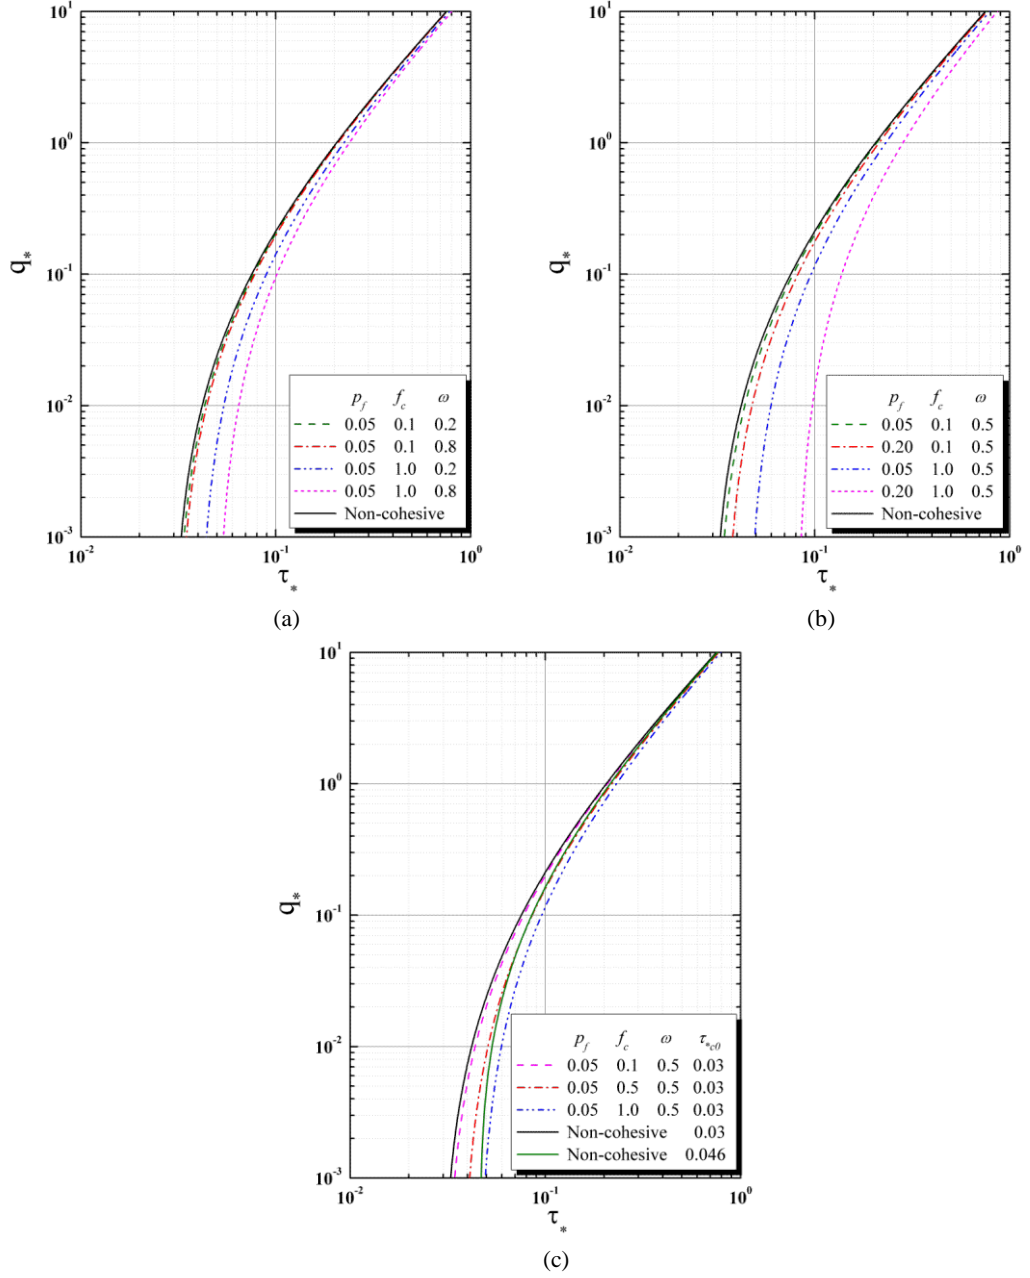 10^1
10^0
q_*
10^-1
10^-2
10^-3
p_f f_c ω
0.05 0.1 0.2
0.05 0.1 0.8
0.05 1.0 0.2
0.05 1.0 0.8
Non-cohesive
10^-2 10^-1 10^0
τ_*
(a)
10^1
10^0
q_*
10^-1
10^-2
10^-3
p_f f_c ω
0.05 0.1 0.5
0.20 0.1 0.5
0.05 1.0 0.5
0.20 1.0 0.5
Non-cohesive
10^-2 10^-1 10^0
τ_*
(b)
10^1
10^0
q_*
10^-1
10^-2
10^-3
p_f f_c ω τ_*c0
0.05 0.1 0.5 0.03
0.05 0.5 0.5 0.03
0.05 1.0 0.5 0.03
Non-cohesive 0.03
Non-cohesive 0.046
10^-2 10^-1 10^0
τ_*
(c)